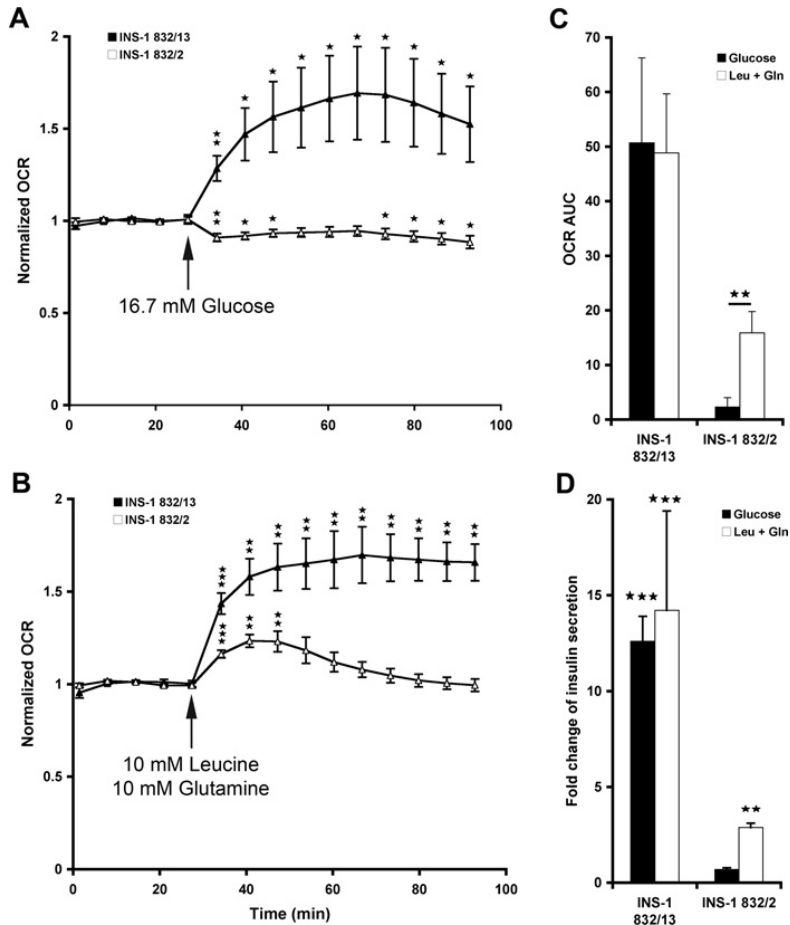 A
INS-1 832/13
INS-1 832/2
Normalized OCR
2
1.5
1
0.5
0
16.7 mM Glucose
0
20
40
60
80
100
B
INS-1 832/13
INS-1 832/2
Normalized OCR
2
1.5
1
0.5
0
10 mM Leucine
10 mM Glutamine
0
20
40
60
80
100
Time (min)
C
Glucose
Leu + Gln
OCR AUC
70
60
50
40
30
20
10
0
INS-1
832/13
INS-1 832/2
D
Glucose
Leu + Gln
Fold change of insulin secretion
20
15
10
5
0
INS-1
832/13
INS-1 832/2